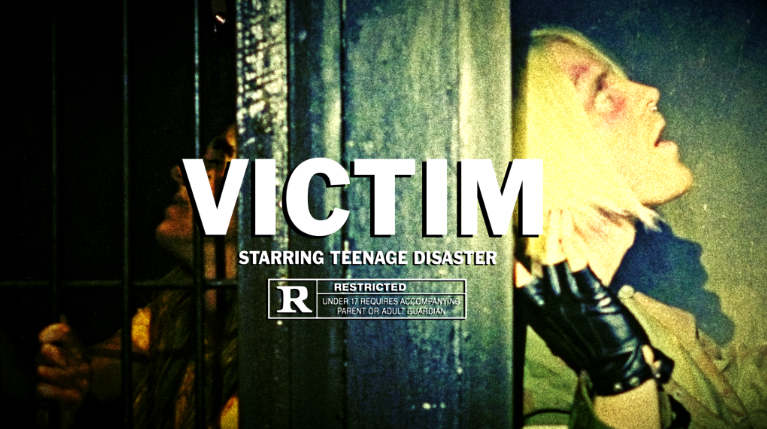 VICTIM
STARRING TEENAGE DISASTER
R
RESTRICTED
UNDER 17 REQUIRES ACCOMPANYING
PARENT OR ADULT GUARDIAN